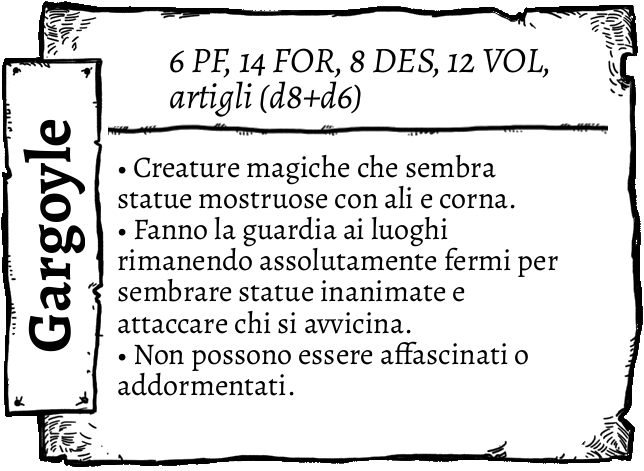 Gargoyle
6 PF, 14 FOR, 8 DES, 12 VOL,
artigli (d8+d6)
• Creature magiche che sembra
statue mostruose con ali e corna.
• Fanno la guardia ai luoghi
rimanendo assolutamente fermi per
sembrare statue inanimate e
attaccare chi si avvicina.
• Non possono essere affascinati o
addormentati.